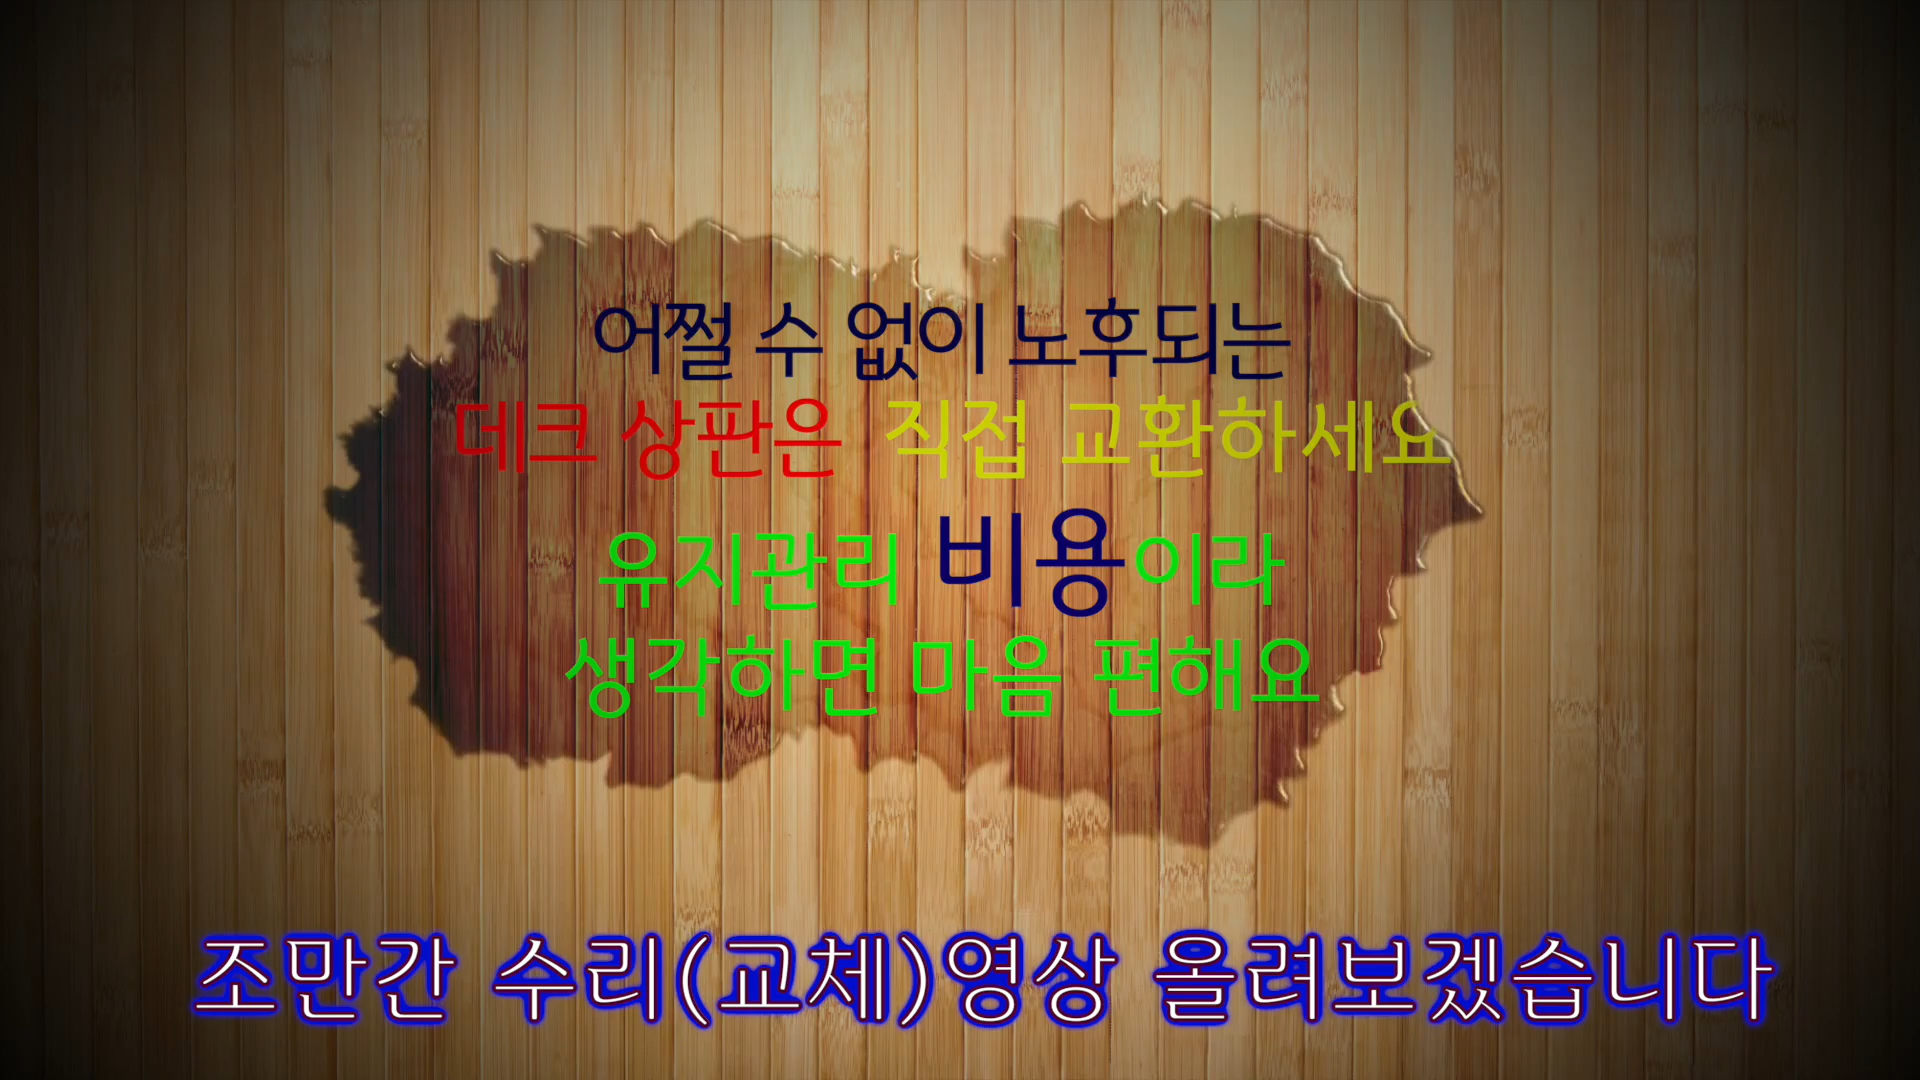 어쩔 수 없이 노후되는
데크 상판은 직접 교환하세요
유지관리 비용이라
생각하면 마음 편해요
조만간 수리(교체)영상 올려보겠습니다